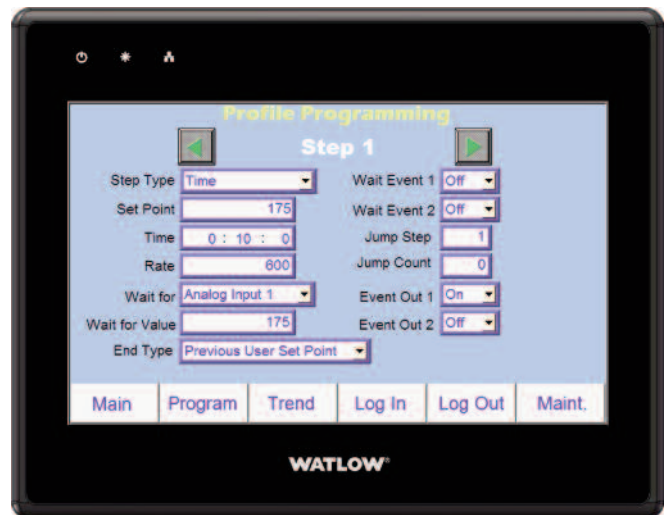 Profile Programming
Step 1
Step Type Time Wait Event 1 Off
Set Point 175 Wait Event 2 Off
Time 0 : 10 : 0 Jump Step 1
Rate 600 Jump Count 0
Wait for Analog Input 1 Event Out 1 On
Wait for Value 175 Event Out 2 Off
End Type Previous User Set Point
Main Program Trend Log In Log Out Maint.
WATLOW®